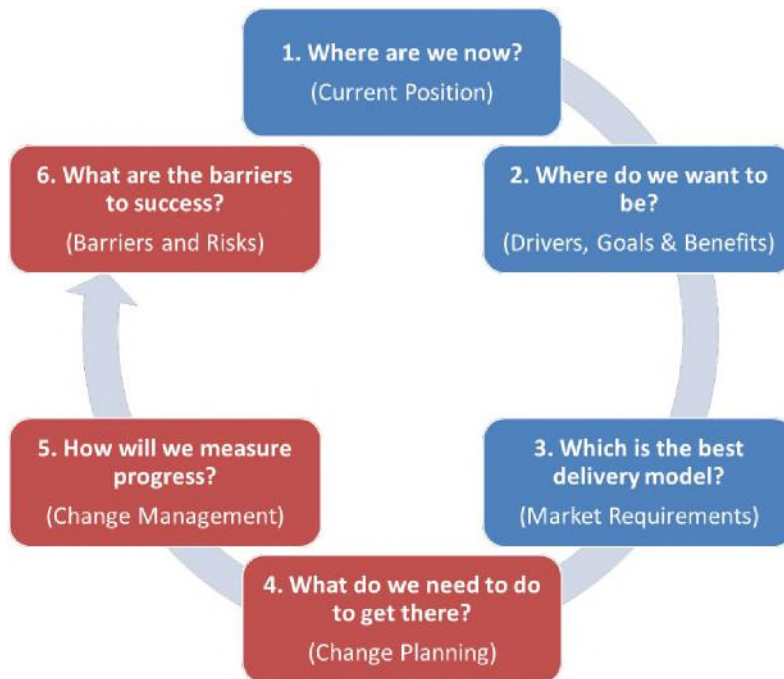 1. Where are we now?
(Current Position)
2. Where do we want to
be?
(Drivers, Goals & Benefits)
3. Which is the best
delivery model?
(Market Requirements)
4. What do we need to do
to get there?
(Change Planning)
5. How will we measure
progress?
(Change Management)
6. What are the barriers
to success?
(Barriers and Risks)